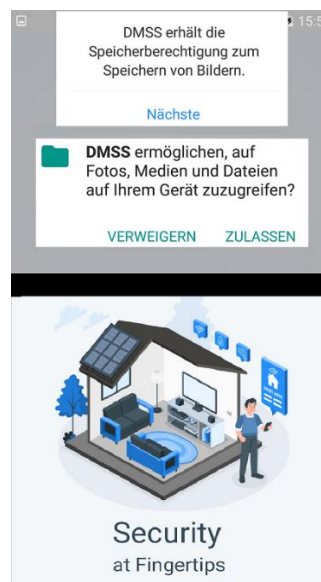 15:5
DMSS erhält die
Speicherberechtigung zum
Speichern von Bildern.
Nächste
DMSS ermöglichen, auf
Fotos, Medien und Dateien
auf Ihrem Gerät zuzugreifen?
VERWEIGERN ZULASSEN
Security
at Fingertips